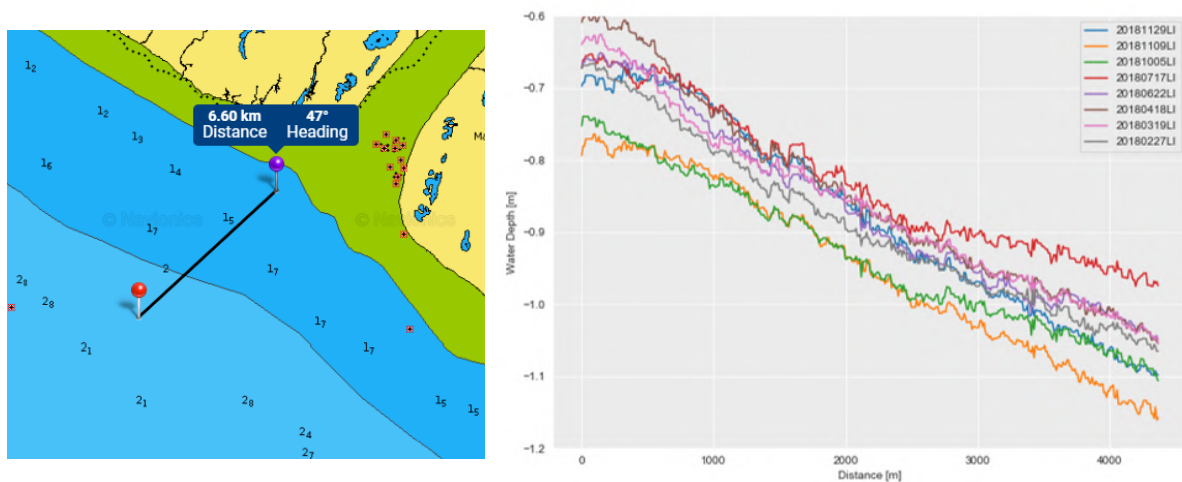 1₂
1₂
1₃
6.60 km 47°
Distance Heading
Ma
1₆
1₄
© Navionics © Navionics
1₅
1₇
2
1₇
2₈
2₈
1₇
2₁
1₇
2₁
2₈
1₅
1₅
2₄
2₇
−0.6
−0.7
−0.8
−0.9
−1.0
−1.1
−1.2
Water Depth [m]
20181129LI
20181109LI
20181005LI
20180717LI
20180622LI
20180418LI
20180319LI
20180227LI
0 1000 2000 3000 4000
Distance [m]